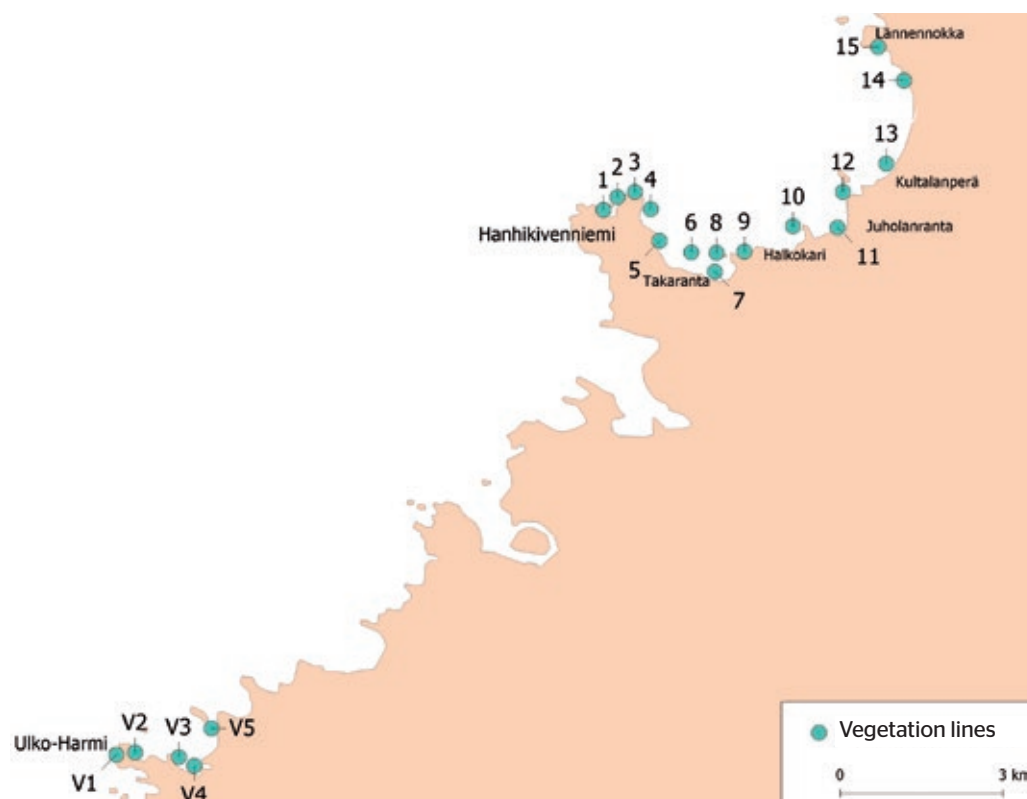 Lännennokka
15
14
13
12
Kultalanperä
3
2
1
4
10
Hanhikivenniemi
Juholanranta
6
8
9
5
Halkokari
11
Takaranta
7
V2
V3
V5
Ulko-Harmi
V1
V4
Vegetation lines
0
3 km